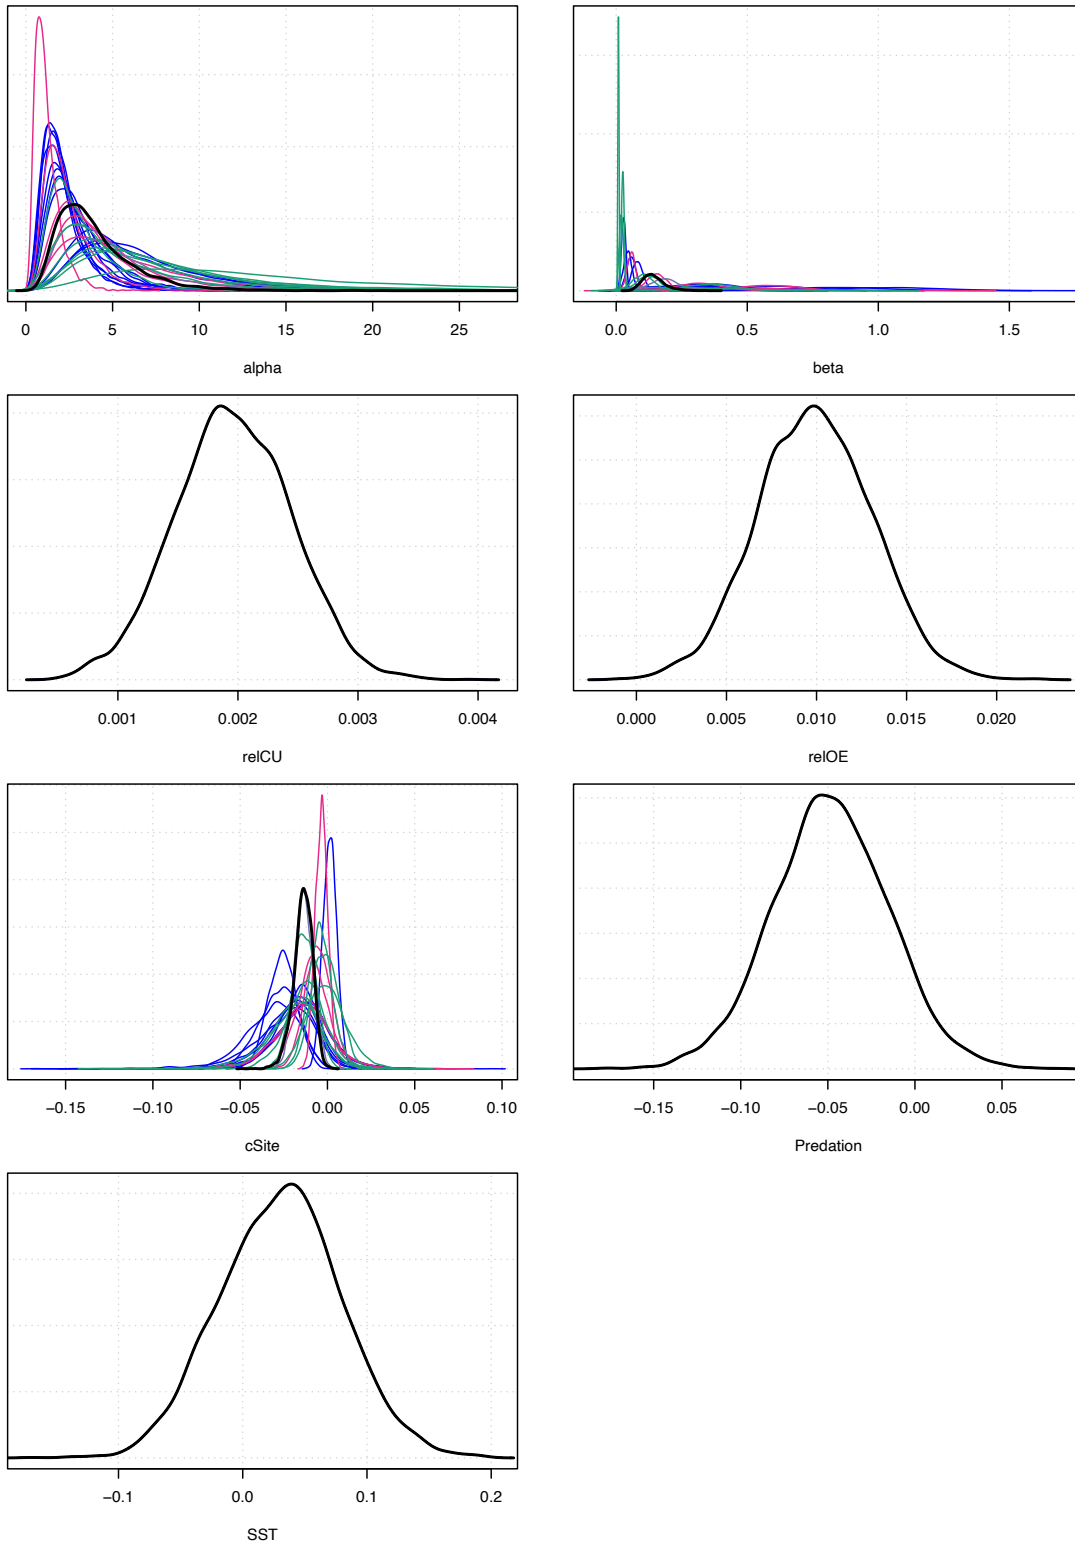 0 5 10 15 20 25
alpha
0.0 0.5 1.0 1.5
beta
0.001 0.002 0.003 0.004
relCU
0.000 0.005 0.010 0.015 0.020
relOE
−0.15 −0.10 −0.05 0.00 0.05 0.10
cSite
−0.15 −0.10 −0.05 0.00 0.05
Predation
−0.1 0.0 0.1 0.2
SST